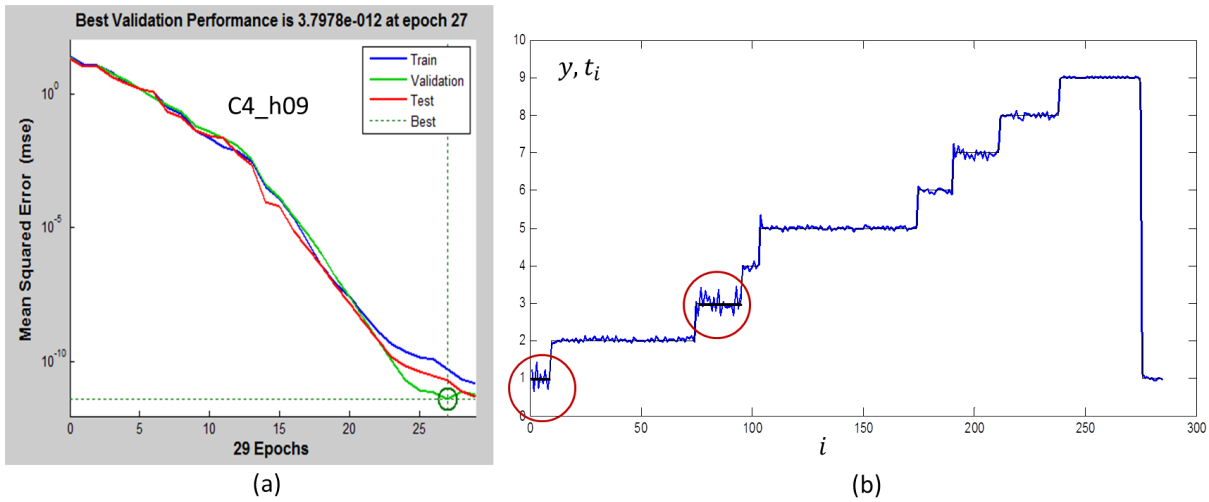 Best Validation Performance is 3.7978e-012 at epoch 27
Mean Squared Error (mse)
10^0
10^-5
10^-10
C4_h09
Train
Validation
Test
Best
0 5 10 15 20 25
29 Epochs
(a)
y, t_i
10
9
8
7
6
5
4
3
2
1
0
0 50 100 150 200 250 300
i
(b)